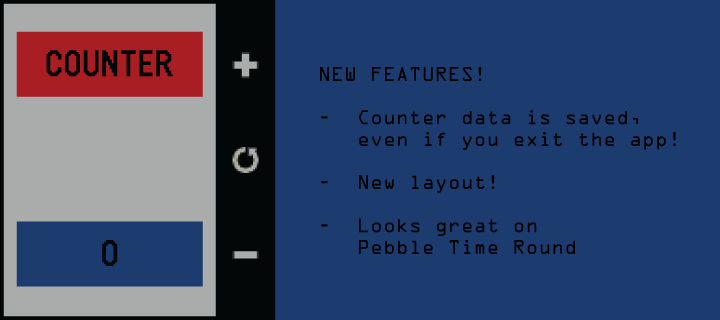 COUNTER
0
NEW FEATURES!
- Counter data is saved,
even if you exit the app!
- New layout!
- Looks great on
Pebble Time Round